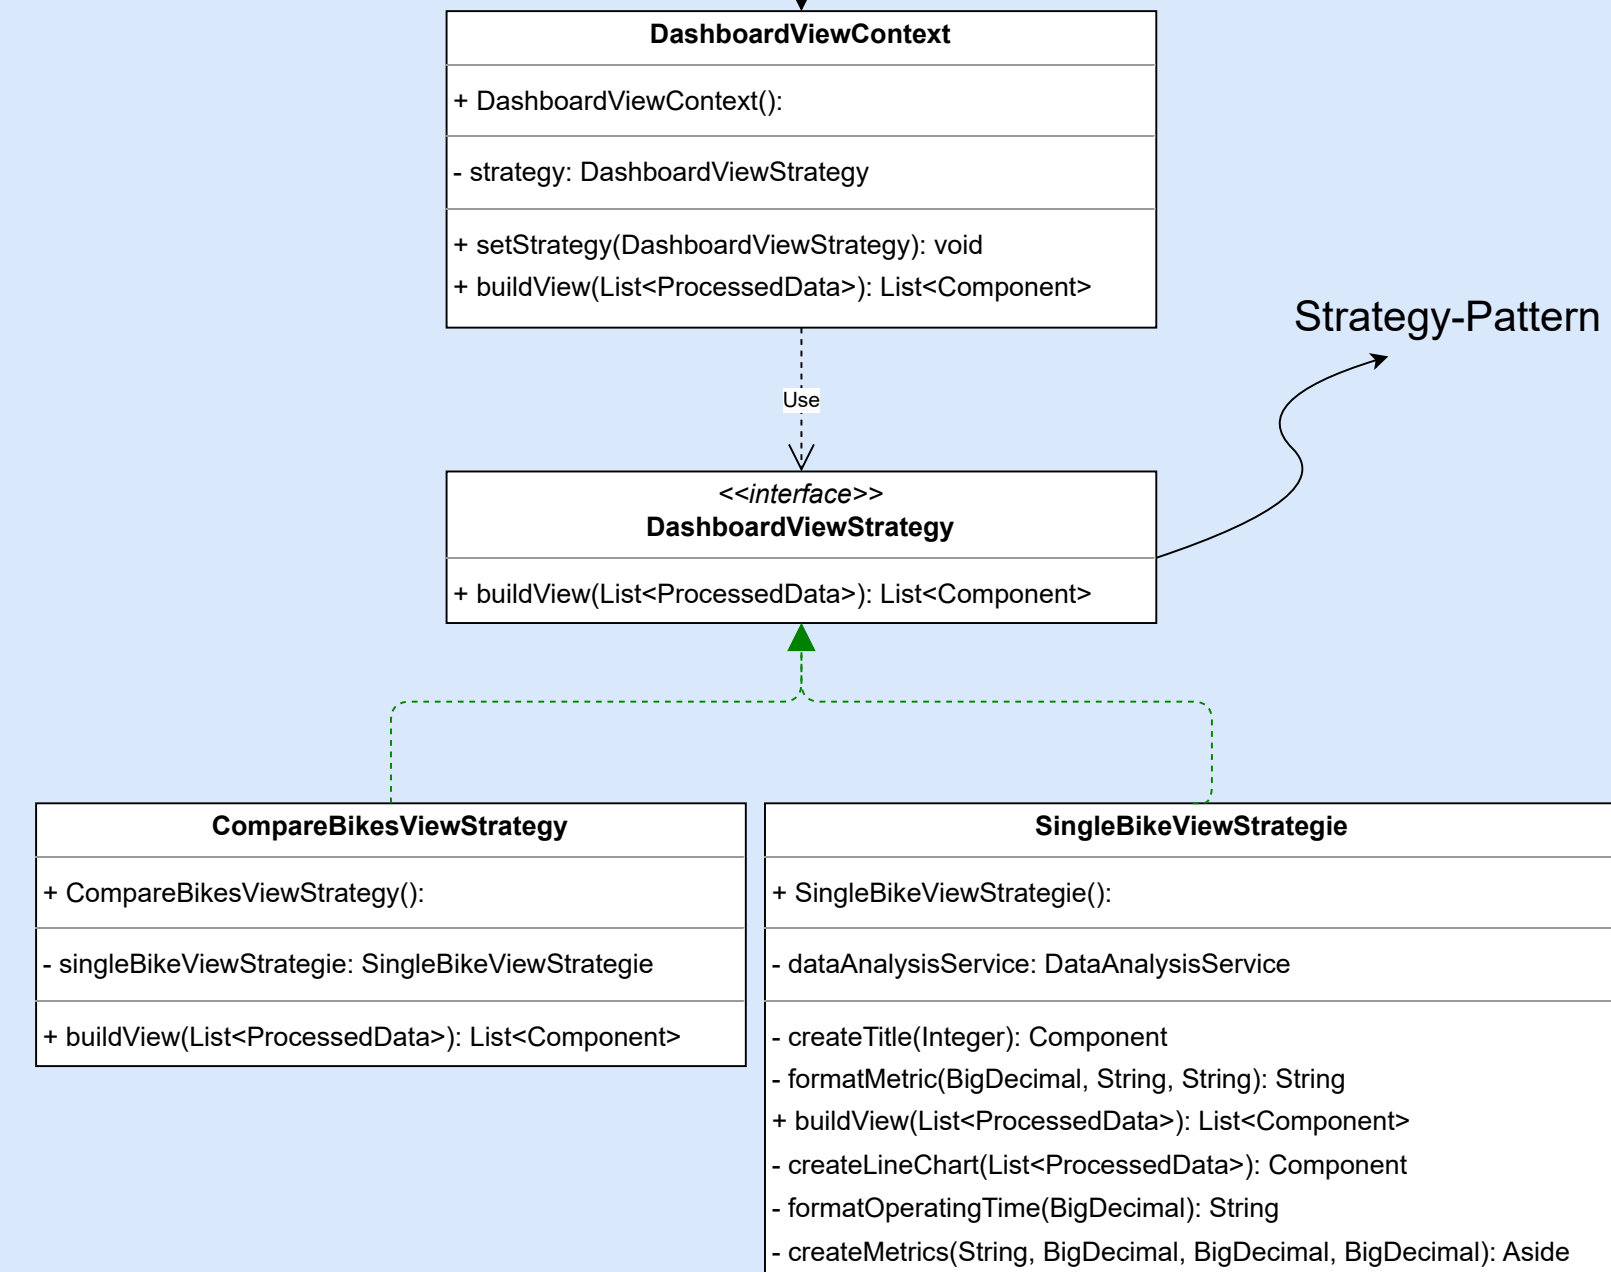 DashboardViewContext
+ DashboardViewContext():
- strategy: DashboardViewStrategy
+ setStrategy(DashboardViewStrategy): void
+ buildView(List<ProcessedData>): List<Component>
Strategy-Pattern
Use
<<interface>>
DashboardViewStrategy
+ buildView(List<ProcessedData>): List<Component>
CompareBikesViewStrategy
+ CompareBikesViewStrategy():
- singleBikeViewStrategie: SingleBikeViewStrategie
+ buildView(List<ProcessedData>): List<Component>
SingleBikeViewStrategie
+ SingleBikeViewStrategie():
- dataAnalysisService: DataAnalysisService
- createTitle(Integer): Component
- formatMetric(BigDecimal, String, String): String
+ buildView(List<ProcessedData>): List<Component>
- createLineChart(List<ProcessedData>): Component
- formatOperatingTime(BigDecimal): String
- createMetrics(String, BigDecimal, BigDecimal, BigDecimal): Aside